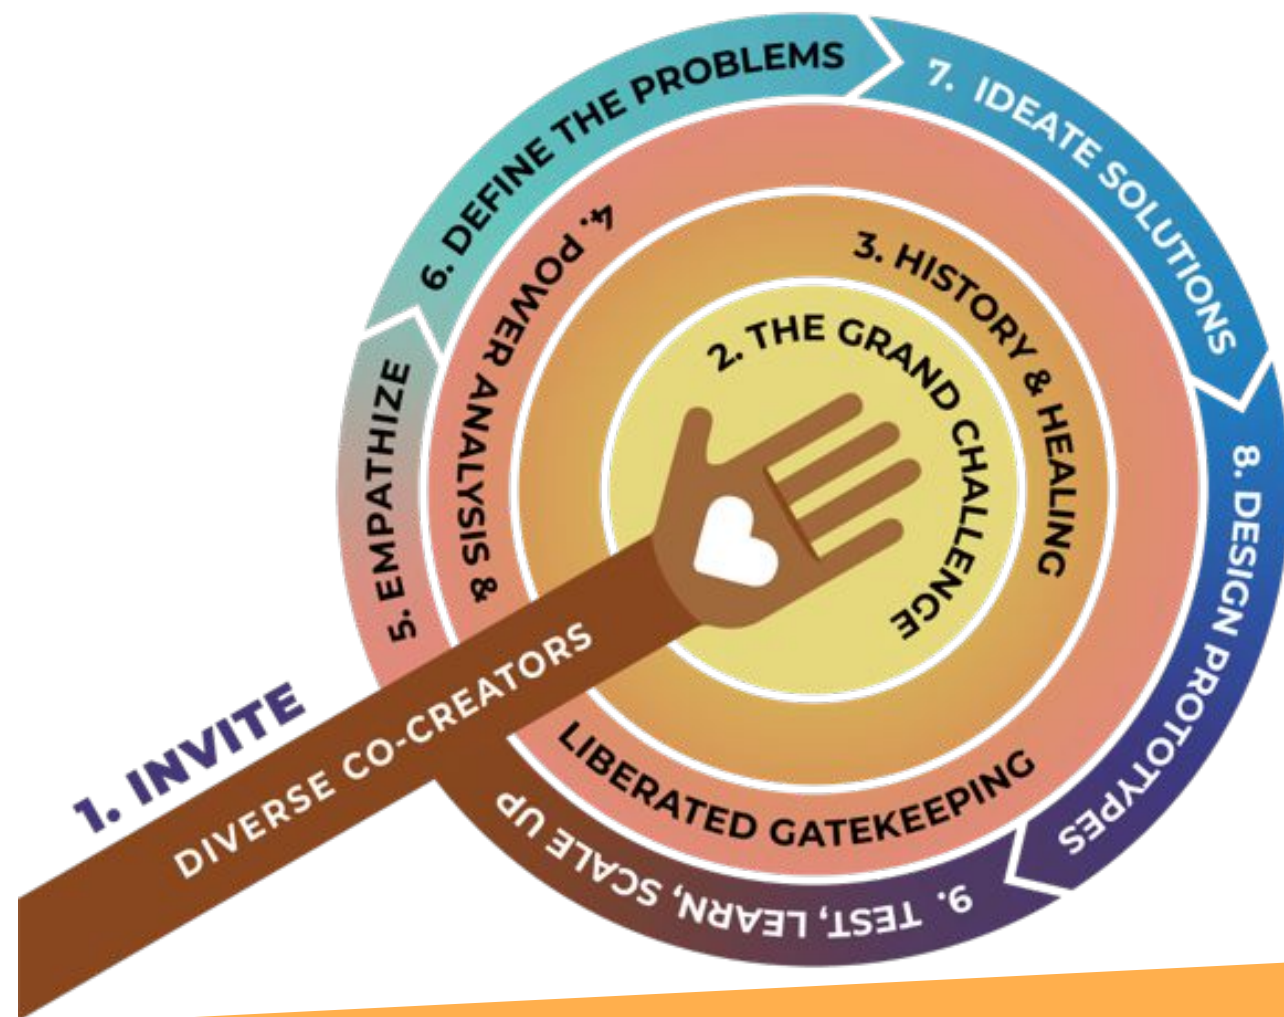 1. INVITE
DIVERSE CO-CREATORS
2. THE GRAND CHALLENGE
3. HISTORY & HEALING
4. POWER ANALYSIS &
LIBERATED GATEKEEPING
5. EMPATHIZE
6. DEFINE THE PROBLEMS
7. IDEATE SOLUTIONS
8. DESIGN PROTOTYPES
9. TEST, LEARN, SCALE UP